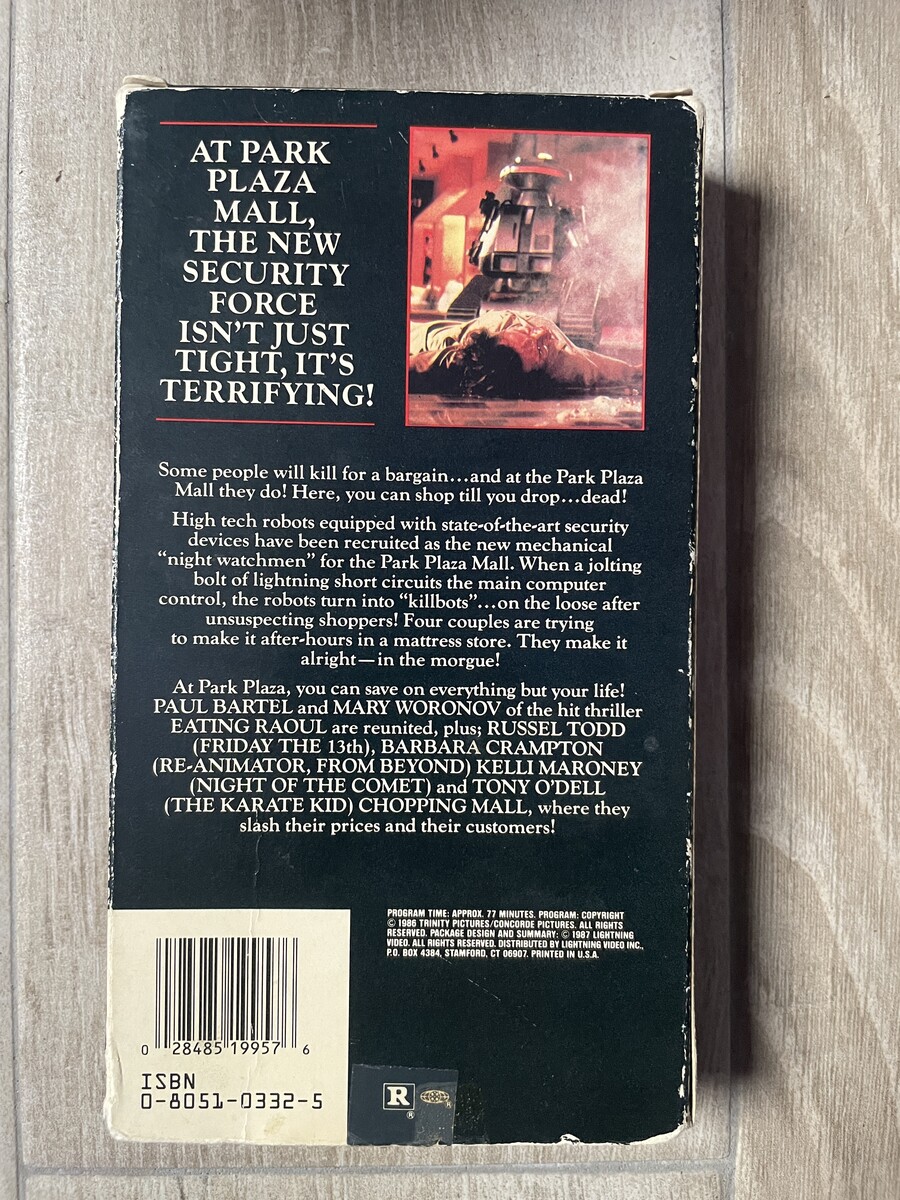 AT PARK
PLAZA
MALL,
THE NEW
SECURITY
FORCE
ISN'T JUST
TIGHT, IT'S
TERRIFYING!
Some people will kill for a bargain...and at the Park Plaza
Mall they do! Here, you can shop till you drop...dead!
High tech robots equipped with state-of-the-art security
devices have been recruited as the new mechanical
“night watchmen” for the Park Plaza Mall. When a jolting
bolt of lightning short circuits the main computer
control, the robots turn into “killbots”...on the loose after
unsuspecting shoppers! Four couples are trying
to make it after-hours in a mattress store. They make it
alright—in the morgue!
At Park Plaza, you can save on everything but your life!
PAUL BARTEL and MARY WORONOV of the hit thriller
EATING RAOUL are reunited, plus; RUSSEL TODD
(FRIDAY THE 13th), BARBARA CRAMPTON
(RE-ANIMATOR, FROM BEYOND) KELLI MARONEY
(NIGHT OF THE COMET) and TONY O'DELL
(THE KARATE KID) CHOPPING MALL, where they
slash their prices and their customers!
PROGRAM TIME: APPROX. 77 MINUTES. PROGRAM: COPYRIGHT
© 1986 TRINITY PICTURES/CONCORDE PICTURES. ALL RIGHTS
RESERVED. PACKAGE DESIGN AND SUMMARY: © 1987 LIGHTNING
VIDEO. ALL RIGHTS RESERVED. DISTRIBUTED BY LIGHTNING VIDEO INC.,
P.O. BOX 4384, STAMFORD, CT 06907. PRINTED IN U.S.A.
0 28485 19957 6
ISBN
0-8051-0332-5
R ® ®